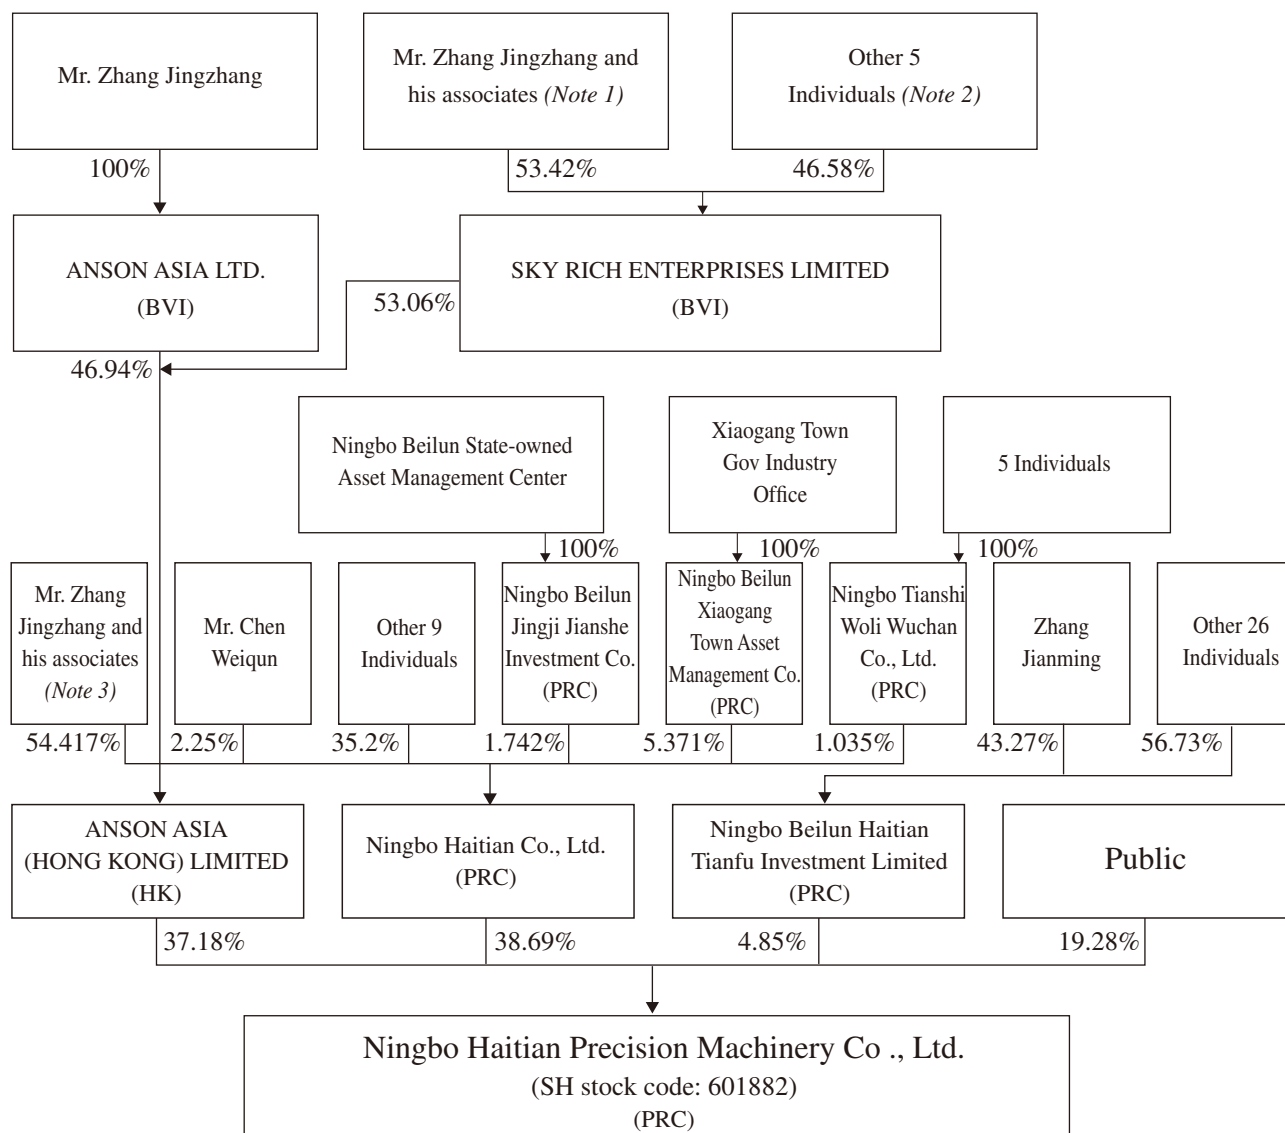 Mr. Zhang Jingzhang
Mr. Zhang Jingzhang and
his associates (Note 1)
Other 5
Individuals (Note 2)
100%
53.42%
46.58%
ANSON ASIA LTD.
(BVI)
SKY RICH ENTERPRISES LIMITED
(BVI)
53.06%
46.94%
Ningbo Beilun State-owned
Asset Management Center
Xiaogang Town
Gov Industry
Office
5 Individuals
100%
100%
100%
Mr. Zhang
Jingzhang and
his associates
(Note 3)
Mr. Chen
Weiqun
Other 9
Individuals
Ningbo Beilun
Jingji Jianshe
Investment Co.
(PRC)
Ningbo Beilun
Xiaogang
Town Asset
Management Co.
(PRC)
Ningbo Tianshi
Woli Wuchan
Co., Ltd.
(PRC)
Zhang
Jianming
Other 26
Individuals
54.417%
2.25%
35.2%
1.742%
5.371%
1.035%
43.27%
56.73%
ANSON ASIA
(HONG KONG) LIMITED
(HK)
Ningbo Haitian Co., Ltd.
(PRC)
Ningbo Beilun Haitian
Tianfu Investment Limited
(PRC)
Public
37.18%
38.69%
4.85%
19.28%
Ningbo Haitian Precision Machinery Co ., Ltd.
(SH stock code: 601882)
(PRC)